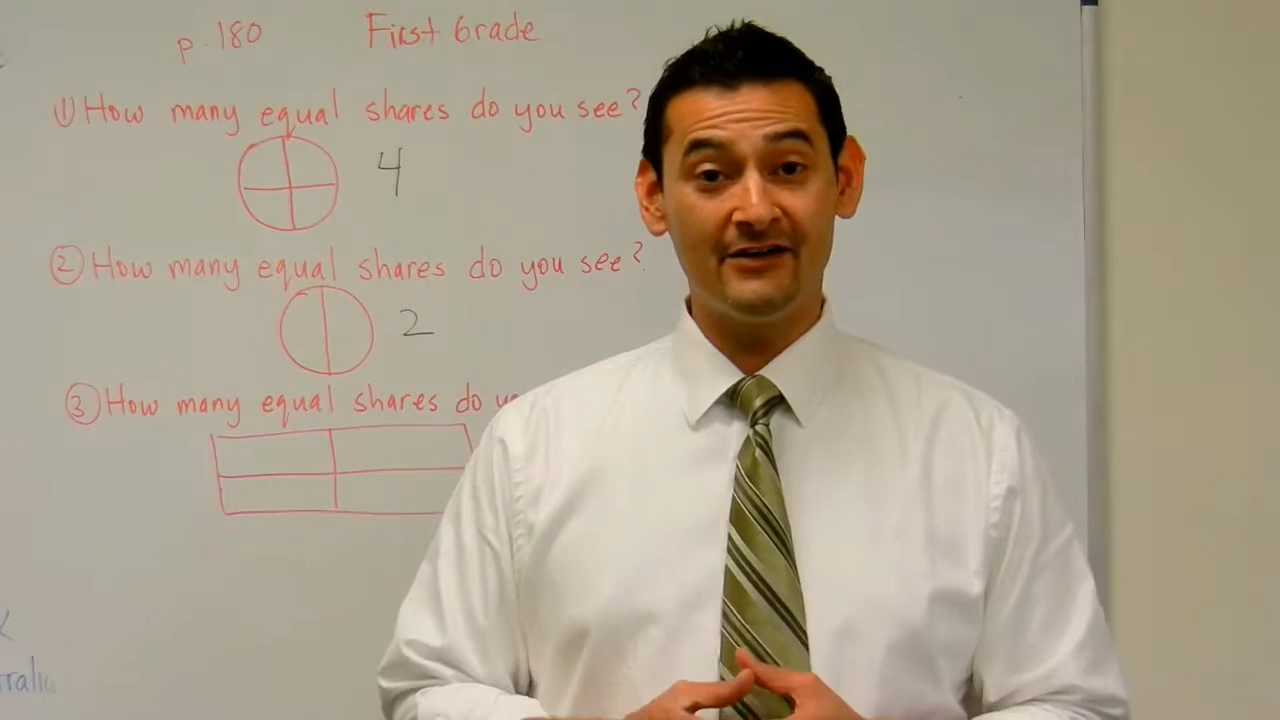 p.180 First Grade
① How many equal shares do you see?
4
② How many equal shares do you see?
2
③ How many equal shares do